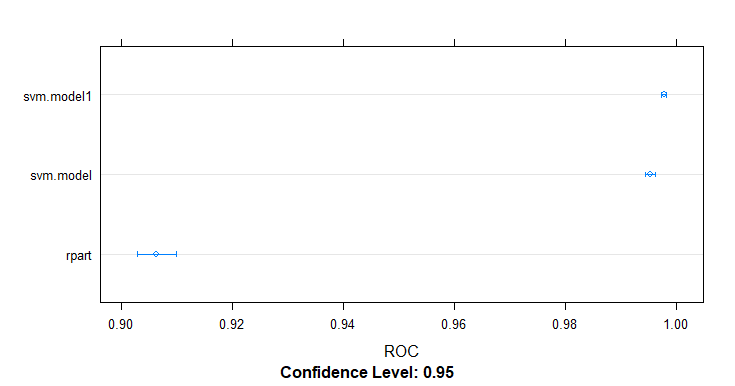 svm.model1
svm.model
rpart
0.90 0.92 0.94 0.96 0.98 1.00
ROC
Confidence Level: 0.95